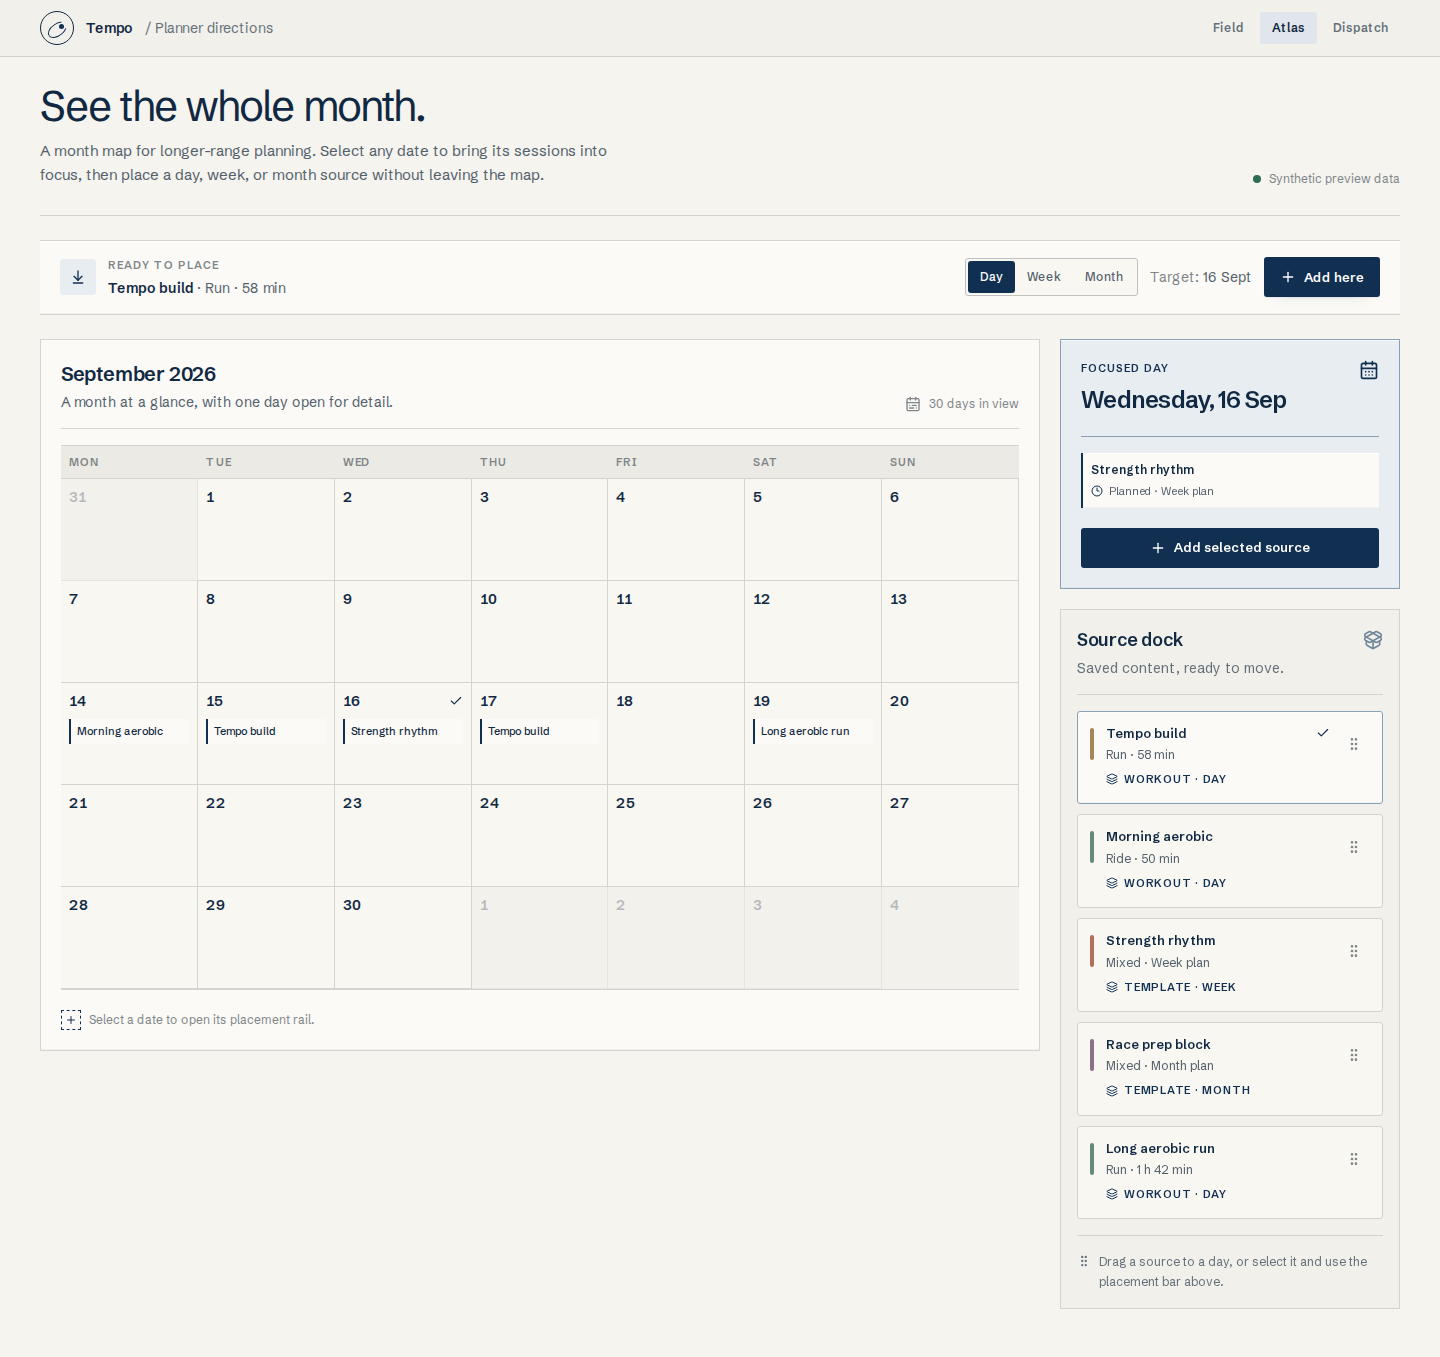 Tempo / Planner directions
Field Atlas Dispatch
See the whole month.
A month map for longer-range planning. Select any date to bring its sessions into
focus, then place a day, week, or month source without leaving the map.
Synthetic preview data
READY TO PLACE
Tempo build · Run · 58 min
Day Week Month Target: 16 Sept Add here
September 2026
A month at a glance, with one day open for detail.
30 days in view
MON TUE WED THU FRI SAT SUN
31 1 2 3 4 5 6
7 8 9 10 11 12 13
14 15 16 17 18 19 20
Morning aerobic Tempo build Strength rhythm Tempo build Long aerobic run
21 22 23 24 25 26 27
28 29 30 1 2 3 4
Select a date to open its placement rail.
FOCUSED DAY
Wednesday, 16 Sep
Strength rhythm
Planned · Week plan
Add selected source
Source dock
Saved content, ready to move.
Tempo build
Run · 58 min
WORKOUT · DAY
Morning aerobic
Ride · 50 min
WORKOUT · DAY
Strength rhythm
Mixed · Week plan
TEMPLATE · WEEK
Race prep block
Mixed · Month plan
TEMPLATE · MONTH
Long aerobic run
Run · 1 h 42 min
WORKOUT · DAY
Drag a source to a day, or select it and use the
placement bar above.